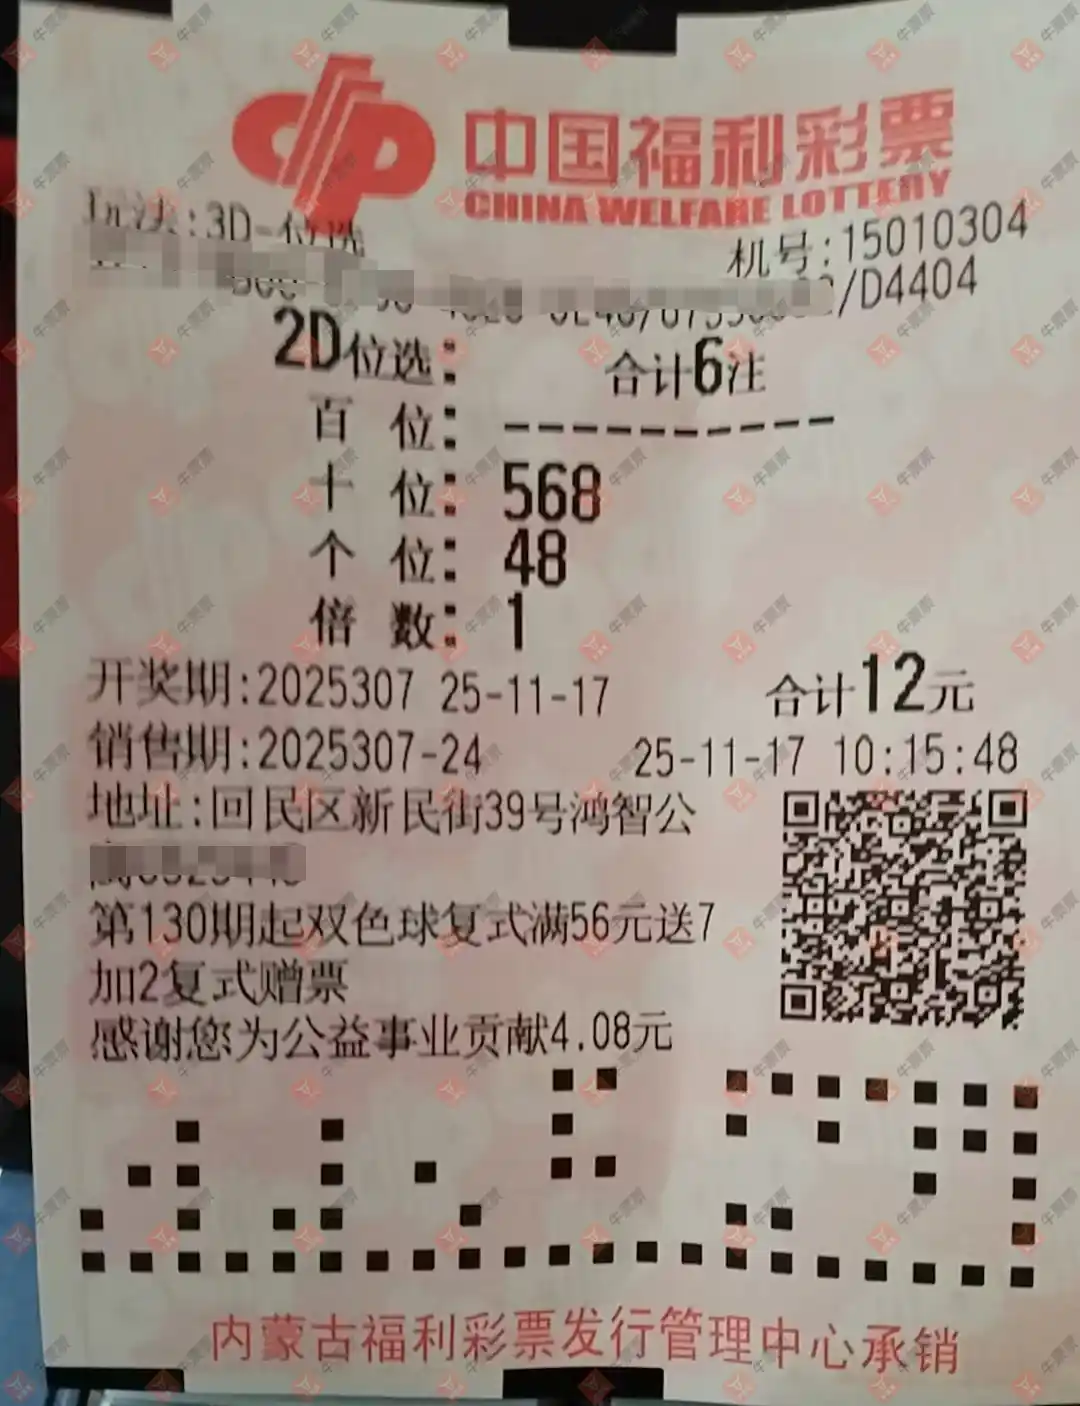 中国福利彩票
CHINA WELFARE LOTTERY
玩法:3D-位选
机号:15010304
/D4404
2D位选: 合计6注
百 位: ----------
十 位: 568
个 位: 48
倍 数: 1
开奖期:2025307 25-11-17 合计12元
销售期:2025307-24 25-11-17 10:15:48
地址:回民区新民街39号鸿智公
第130期起双色球复式满56元送7
加2复式赠票
感谢您为公益事业贡献4.08元
内蒙古福利彩票发行管理中心承销
牛票票